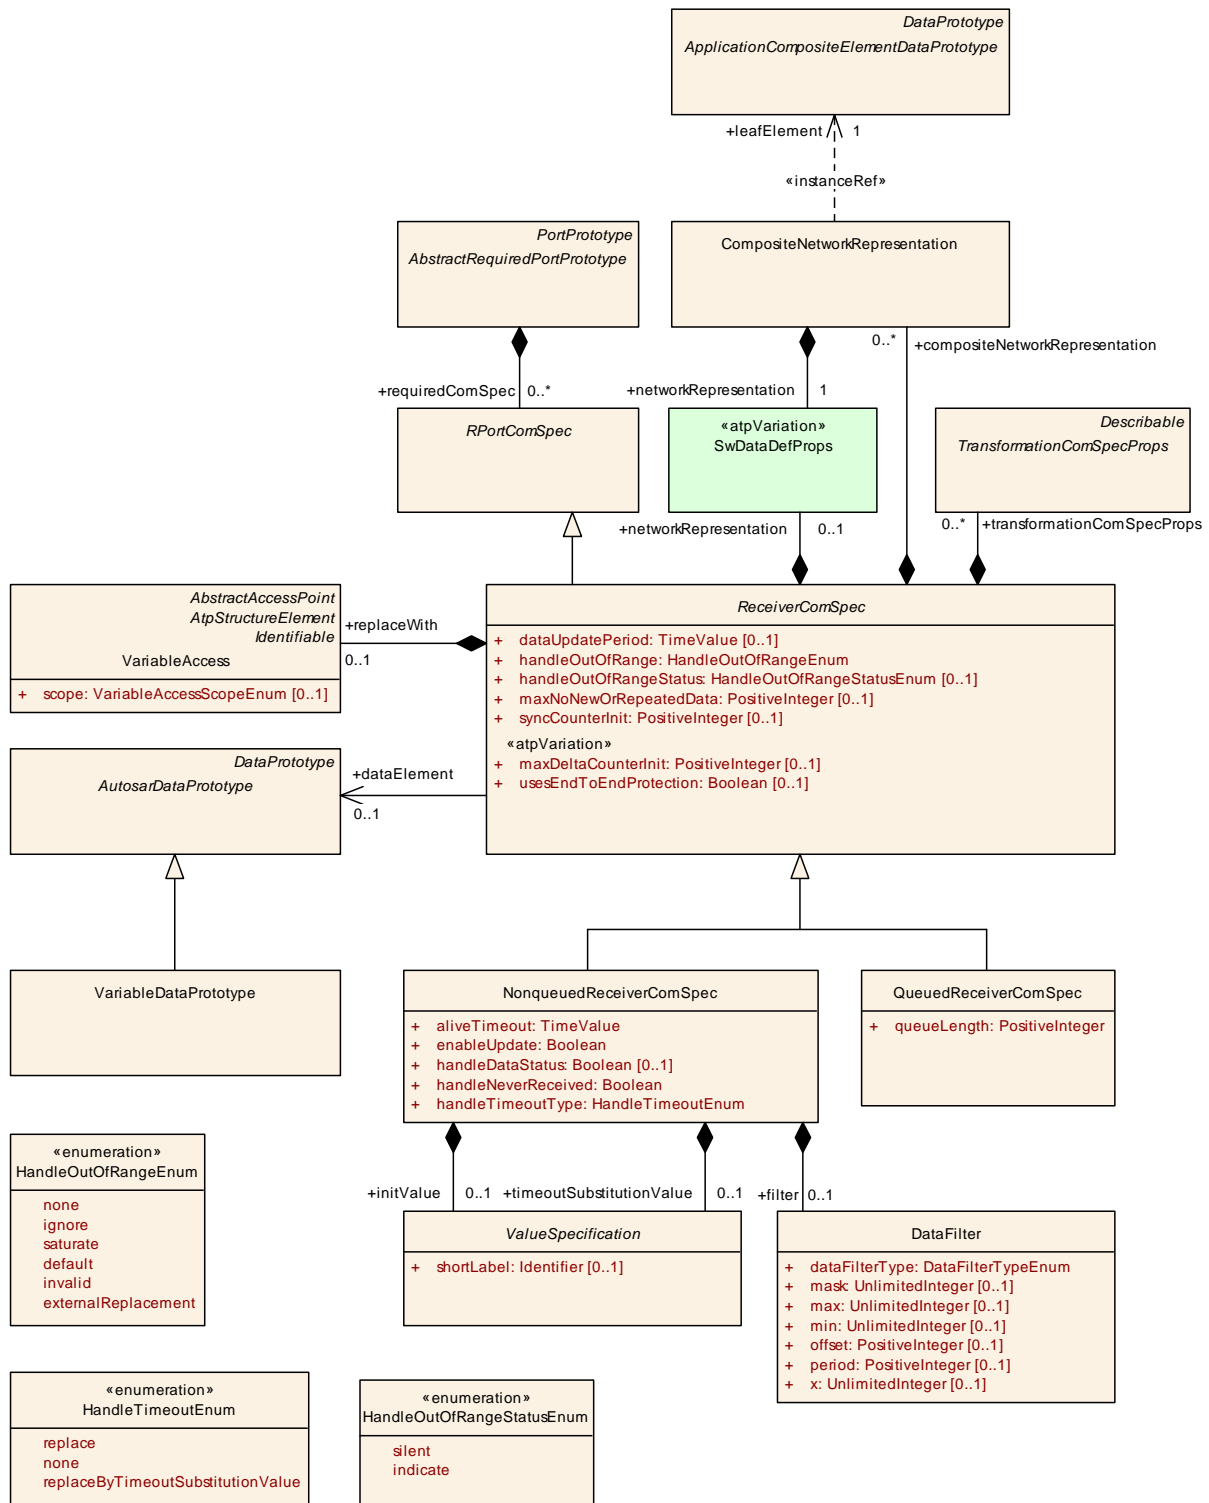 DataPrototype
ApplicationCompositeElementDataPrototype
+leafElement
1
«instanceRef»
PortPrototype
AbstractRequiredPortPrototype
CompositeNetworkRepresentation
0..*
+compositeNetworkRepresentation
+requiredComSpec
0..*
+networkRepresentation
1
RPortComSpec
«atpVariation»
SwDataDefProps
Describable
TransformationComSpecProps
+networkRepresentation
0..1
0..*
+transformationComSpecProps
AbstractAccessPoint
AtpStructureElement
Identifiable
VariableAccess
+ scope: VariableAccessScopeEnum [0..1]
+replaceWith
0..1
ReceiverComSpec
+ dataUpdatePeriod: TimeValue [0..1]
+ handleOutOfRange: HandleOutOfRangeEnum
+ handleOutOfRangeStatus: HandleOutOfRangeStatusEnum [0..1]
+ maxNoNewOrRepeatedData: PositiveInteger [0..1]
+ syncCounterInit: PositiveInteger [0..1]
«atpVariation»
+ maxDeltaCounterInit: PositiveInteger [0..1]
+ usesEndToEndProtection: Boolean [0..1]
DataPrototype
AutosarDataPrototype
+dataElement
0..1
VariableDataPrototype
NonqueuedReceiverComSpec
+ aliveTimeout: TimeValue
+ enableUpdate: Boolean
+ handleDataStatus: Boolean [0..1]
+ handleNeverReceived: Boolean
+ handleTimeoutType: HandleTimeoutEnum
QueuedReceiverComSpec
+ queueLength: PositiveInteger
«enumeration»
HandleOutOfRangeEnum
none
ignore
saturate
default
invalid
externalReplacement
+initValue
0..1
+timeoutSubstitutionValue
0..1
+filter
0..1
ValueSpecification
+ shortLabel: Identifier [0..1]
DataFilter
+ dataFilterType: DataFilterTypeEnum
+ mask: UnlimitedInteger [0..1]
+ max: UnlimitedInteger [0..1]
+ min: UnlimitedInteger [0..1]
+ offset: PositiveInteger [0..1]
+ period: PositiveInteger [0..1]
+ x: UnlimitedInteger [0..1]
«enumeration»
HandleTimeoutEnum
replace
none
replaceByTimeoutSubstitutionValue
«enumeration»
HandleOutOfRangeStatusEnum
silent
indicate